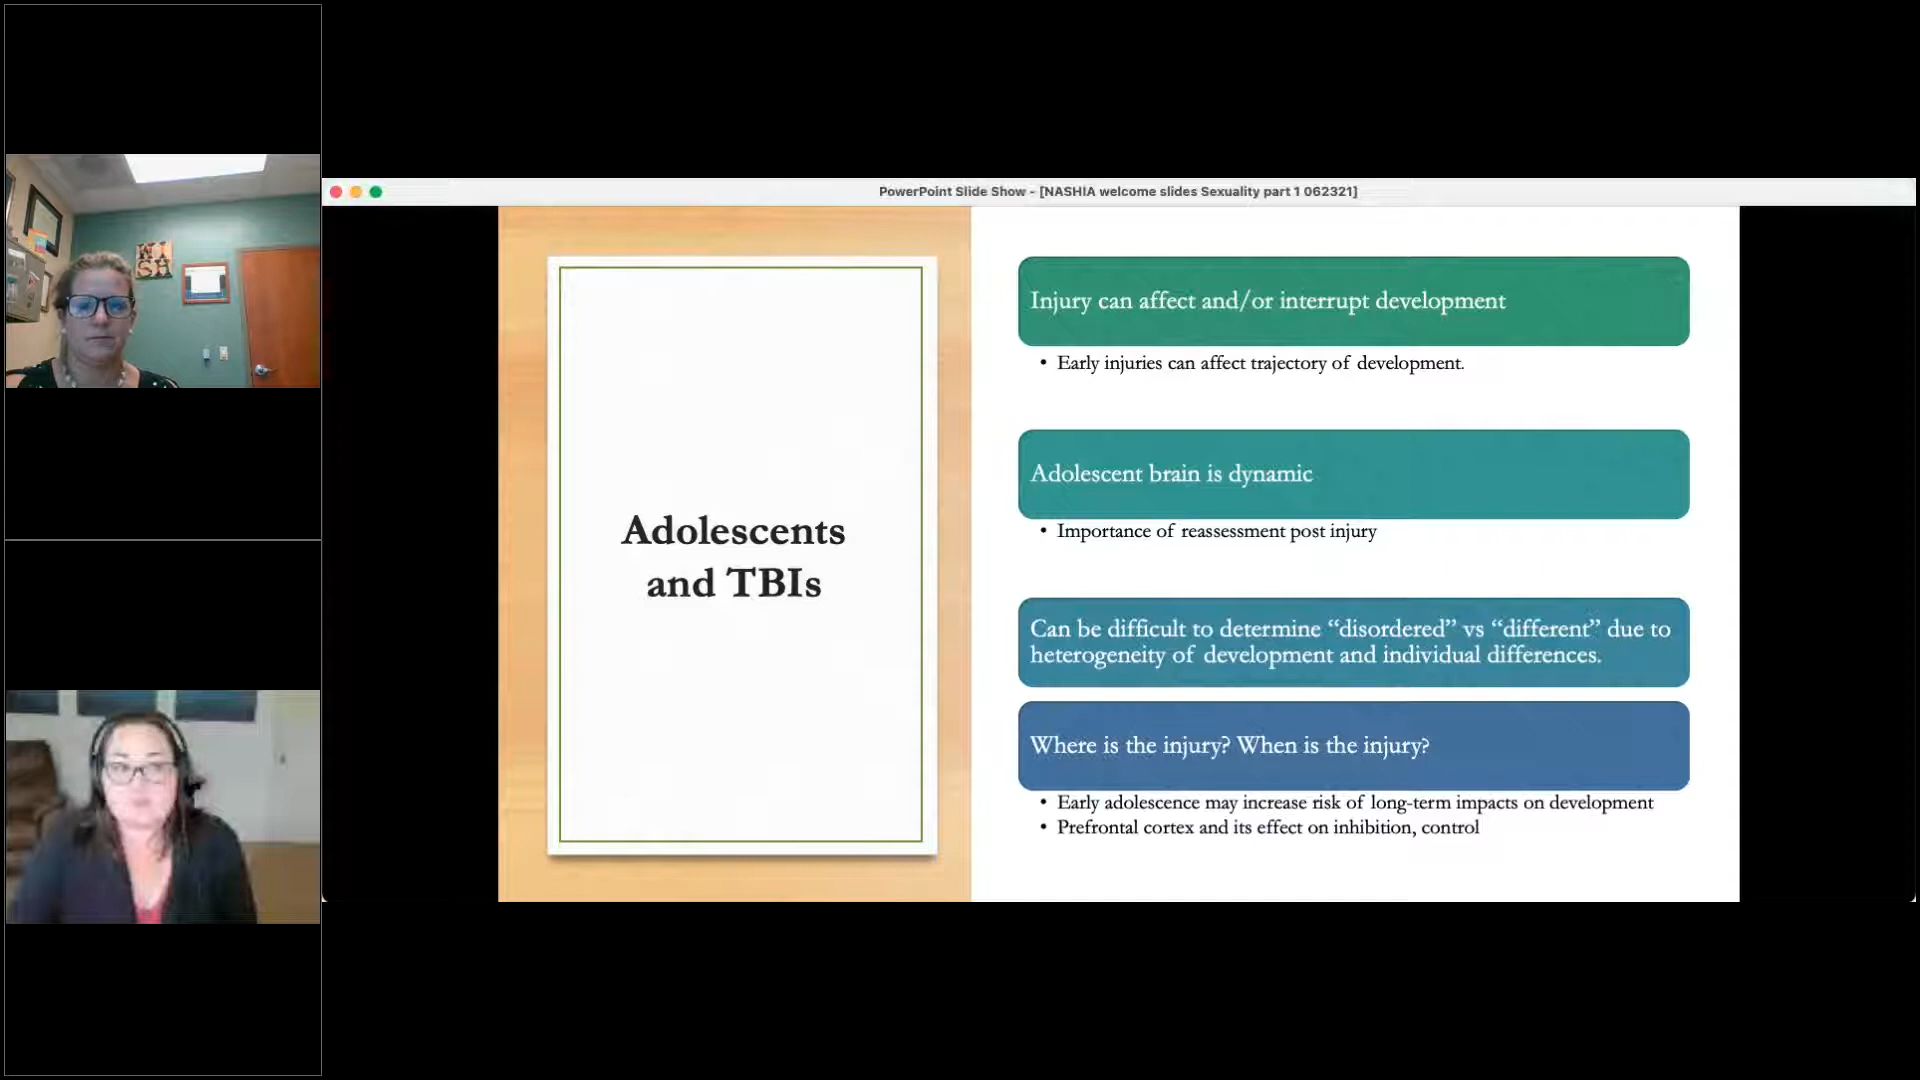 PowerPoint Slide Show - [NASHIA welcome slides Sexuality part 1 062321]
WI
SH
Adolescents
and TBIs
Injury can affect and/or interrupt development
• Early injuries can affect trajectory of development.
Adolescent brain is dynamic
• Importance of reassessment post injury
Can be difficult to determine “disordered” vs “different” due to
heterogeneity of development and individual differences.
Where is the injury? When is the injury?
• Early adolescence may increase risk of long-term impacts on development
• Prefrontal cortex and its effect on inhibition, control